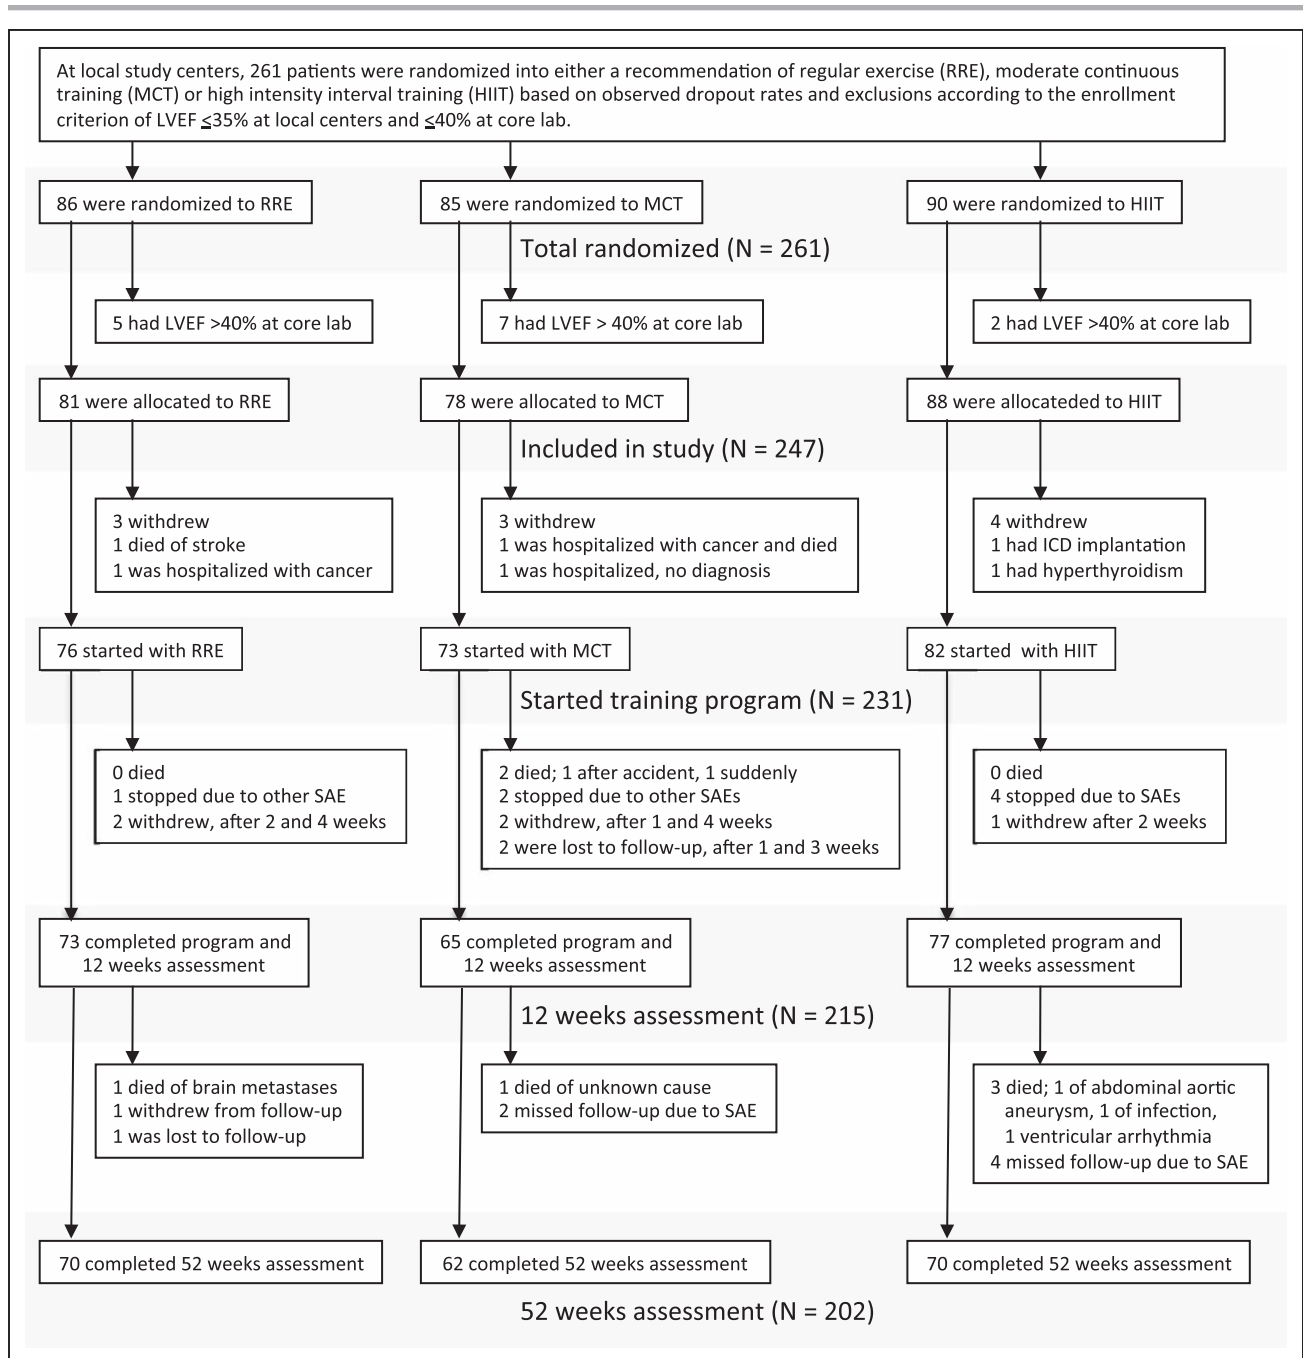 At local study centers, 261 patients were randomized into either a recommendation of regular exercise (RRE), moderate continuous
training (MCT) or high intensity interval training (HIIT) based on observed dropout rates and exclusions according to the enrollment
criterion of LVEF ≤35% at local centers and ≤40% at core lab.
86 were randomized to RRE
85 were randomized to MCT
90 were randomized to HIIT
Total randomized (N = 261)
5 had LVEF >40% at core lab
7 had LVEF > 40% at core lab
2 had LVEF >40% at core lab
81 were allocated to RRE
78 were allocated to MCT
88 were allocateded to HIIT
Included in study (N = 247)
3 withdrew
1 died of stroke
1 was hospitalized with cancer
3 withdrew
1 was hospitalized with cancer and died
1 was hospitalized, no diagnosis
4 withdrew
1 had ICD implantation
1 had hyperthyroidism
76 started with RRE
73 started with MCT
82 started with HIIT
Started training program (N = 231)
0 died
1 stopped due to other SAE
2 withdrew, after 2 and 4 weeks
2 died; 1 after accident, 1 suddenly
2 stopped due to other SAEs
2 withdrew, after 1 and 4 weeks
2 were lost to follow-up, after 1 and 3 weeks
0 died
4 stopped due to SAEs
1 withdrew after 2 weeks
73 completed program and
12 weeks assessment
65 completed program and
12 weeks assessment
77 completed program and
12 weeks assessment
12 weeks assessment (N = 215)
1 died of brain metastases
1 withdrew from follow-up
1 was lost to follow-up
1 died of unknown cause
2 missed follow-up due to SAE
3 died; 1 of abdominal aortic
aneurysm, 1 of infection,
1 ventricular arrhythmia
4 missed follow-up due to SAE
70 completed 52 weeks assessment
62 completed 52 weeks assessment
70 completed 52 weeks assessment
52 weeks assessment (N = 202)